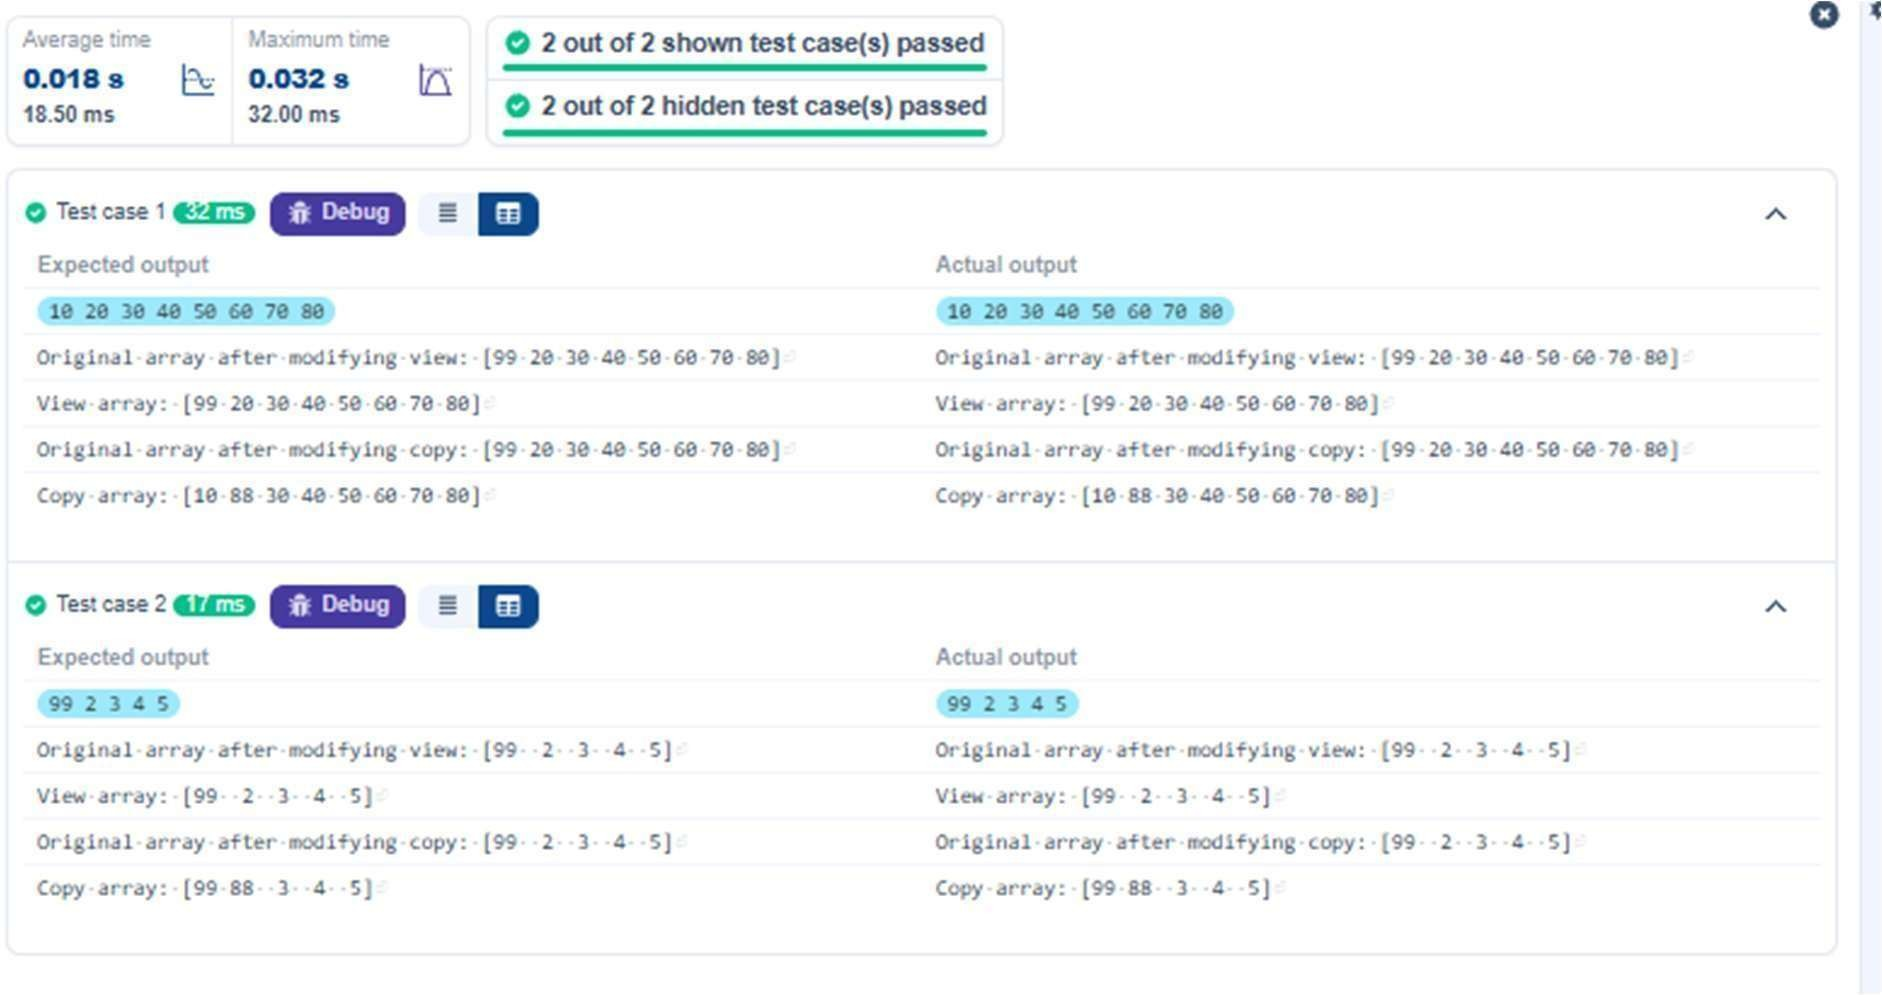 Average time
0.018 s
18.50 ms
Maximum time
0.032 s
32.00 ms
2 out of 2 shown test case(s) passed
2 out of 2 hidden test case(s) passed
Test case 1 32 ms Debug
Expected output Actual output
10 20 30 40 50 60 70 80 10 20 30 40 50 60 70 80
Original·array·after·modifying·view:·[99·20·30·40·50·60·70·80] Original·array·after·modifying·view:·[99·20·30·40·50·60·70·80]
View·array:·[99·20·30·40·50·60·70·80] View·array:·[99·20·30·40·50·60·70·80]
Original·array·after·modifying·copy:·[99·20·30·40·50·60·70·80] Original·array·after·modifying·copy:·[99·20·30·40·50·60·70·80]
Copy·array:·[10·88·30·40·50·60·70·80] Copy·array:·[10·88·30·40·50·60·70·80]
Test case 2 17 ms Debug
Expected output Actual output
99 2 3 4 5 99 2 3 4 5
Original·array·after·modifying·view:·[99··2··3··4··5] Original·array·after·modifying·view:·[99··2··3··4··5]
View·array:·[99··2··3··4··5] View·array:·[99··2··3··4··5]
Original·array·after·modifying·copy:·[99··2··3··4··5] Original·array·after·modifying·copy:·[99··2··3··4··5]
Copy·array:·[99·88··3··4··5] Copy·array:·[99·88··3··4··5]